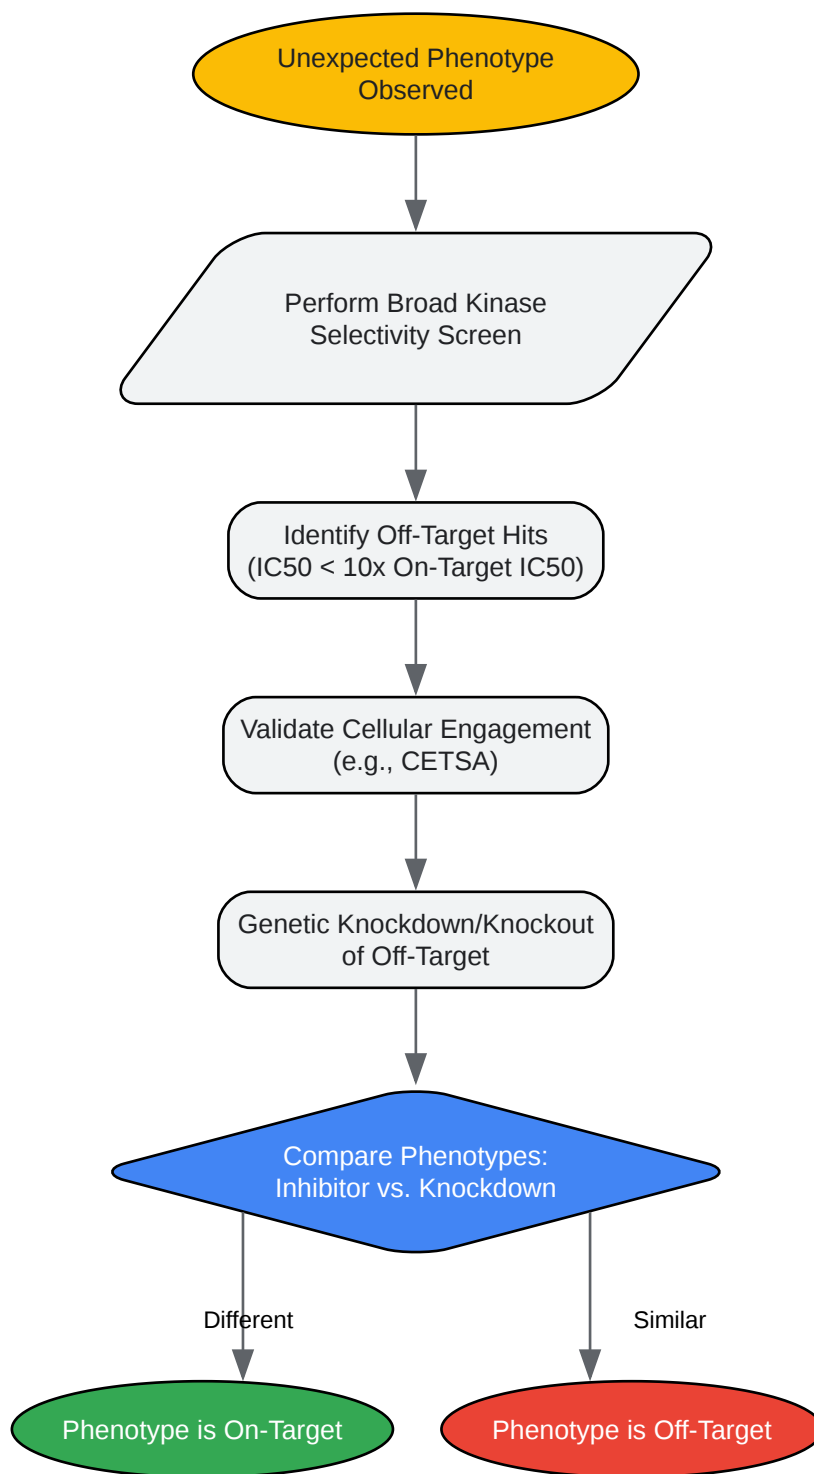 Unexpected Phenotype
Observed
Perform Broad Kinase
Selectivity Screen
Identify Off-Target Hits
(IC50 < 10x On-Target IC50)
Validate Cellular Engagement
(e.g., CETSA)
Genetic Knockdown/Knockout
of Off-Target
Compare Phenotypes:
Inhibitor vs. Knockdown
Different
Similar
Phenotype is On-Target
Phenotype is Off-Target